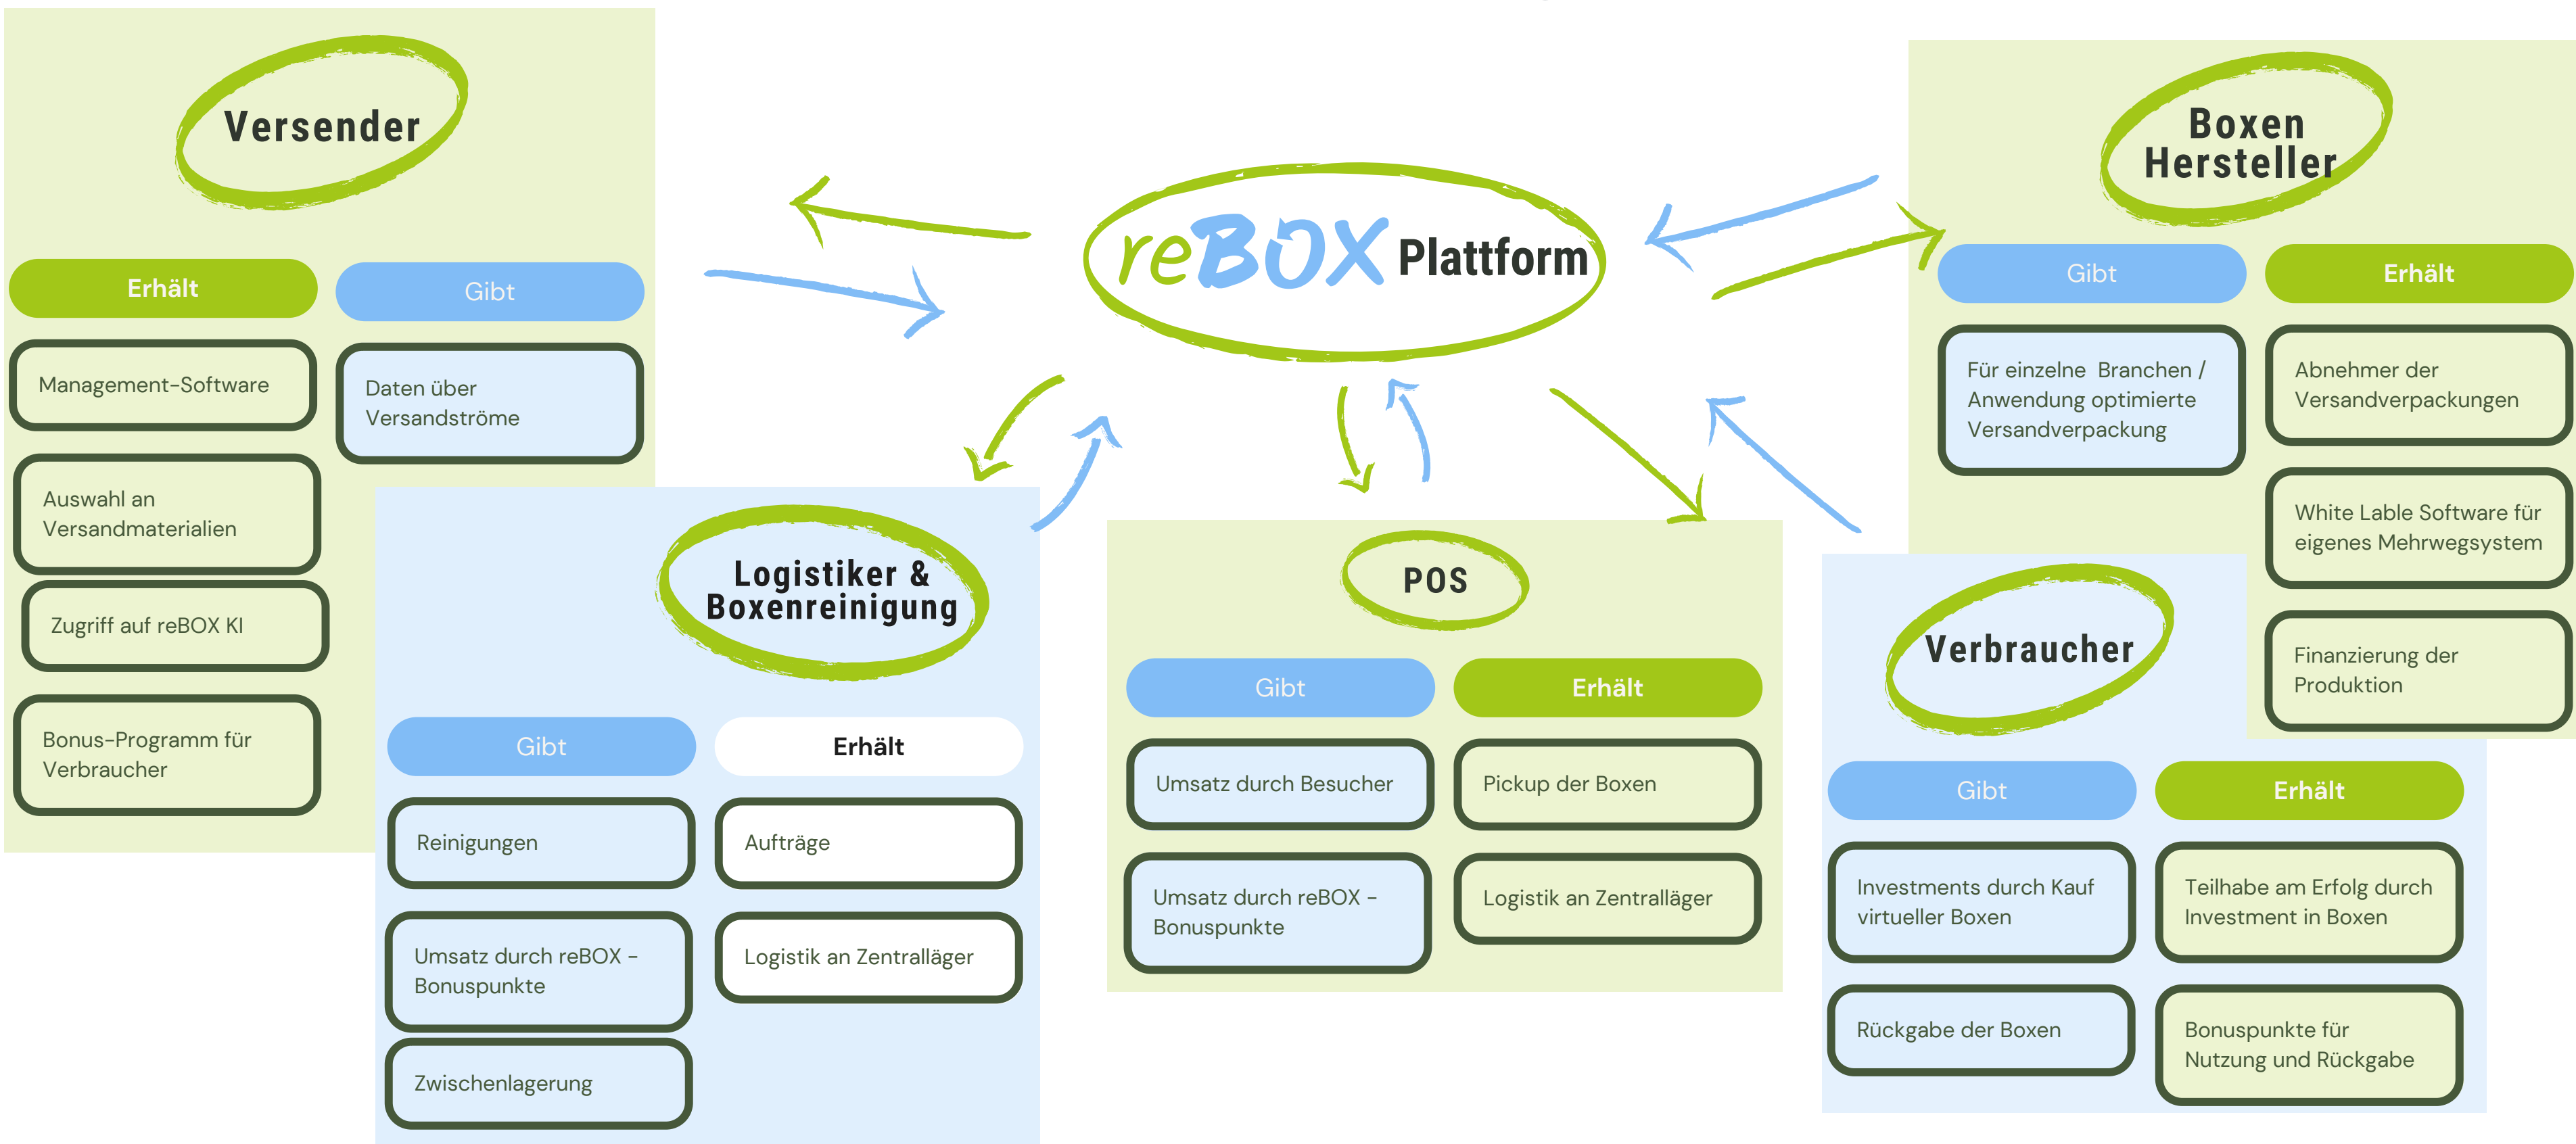 Versender
Erhält
Management-Software
Auswahl an
Versandmaterialien
Zugriff auf reBOX KI
Bonus-Programm für
Verbraucher
Gibt
Daten über
Versandströme
reBOX Plattform
Boxen
Hersteller
Gibt
Für einzelne  Branchen /
Anwendung optimierte
Versandverpackung
Erhält
Abnehmer der
Versandverpackungen
White Lable Software für
eigenes Mehrwegsystem
Finanzierung der
Produktion
Logistiker &
Boxenreinigung
Gibt
Reinigungen
Umsatz durch reBOX -
Bonuspunkte
Zwischenlagerung
Erhält
Aufträge
Logistik an Zentralläger
POS
Gibt
Umsatz durch Besucher
Umsatz durch reBOX -
Bonuspunkte
Erhält
Pickup der Boxen
Logistik an Zentralläger
Verbraucher
Gibt
Investments durch Kauf
virtueller Boxen
Rückgabe der Boxen
Erhält
Teilhabe am Erfolg durch
Investment in Boxen
Bonuspunkte für
Nutzung und Rückgabe